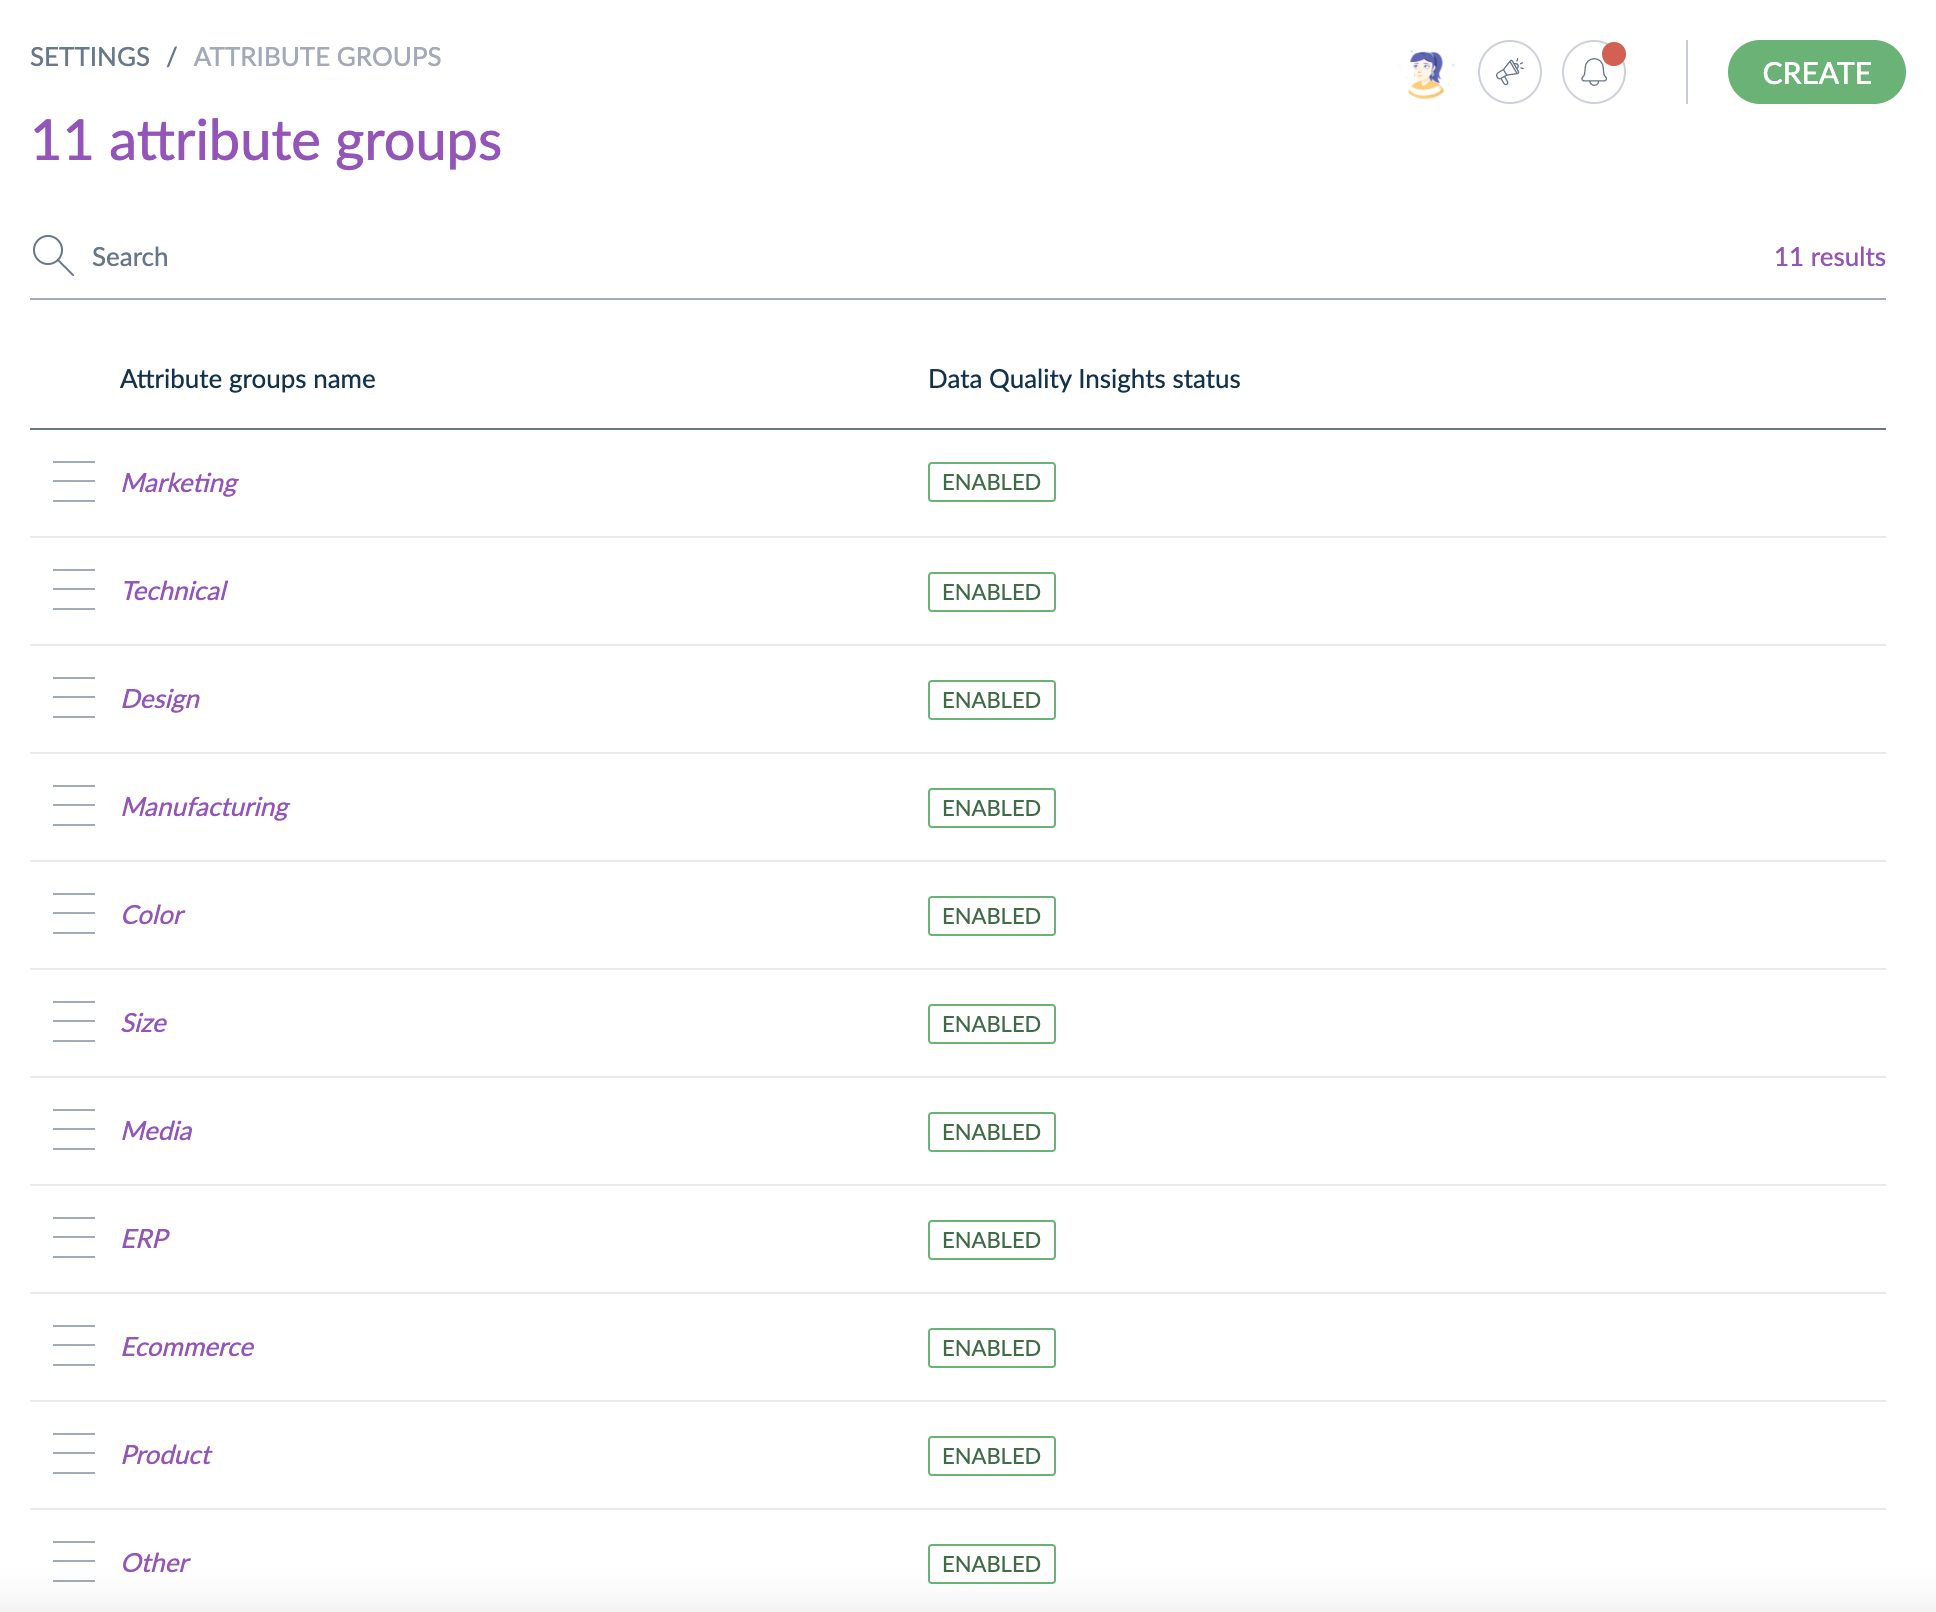 SETTINGS / ATTRIBUTE GROUPS
CREATE
11 attribute groups
Search
11 results
Attribute groups name Data Quality Insights status
Marketing ENABLED
Technical ENABLED
Design ENABLED
Manufacturing ENABLED
Color ENABLED
Size ENABLED
Media ENABLED
ERP ENABLED
Ecommerce ENABLED
Product ENABLED
Other ENABLED